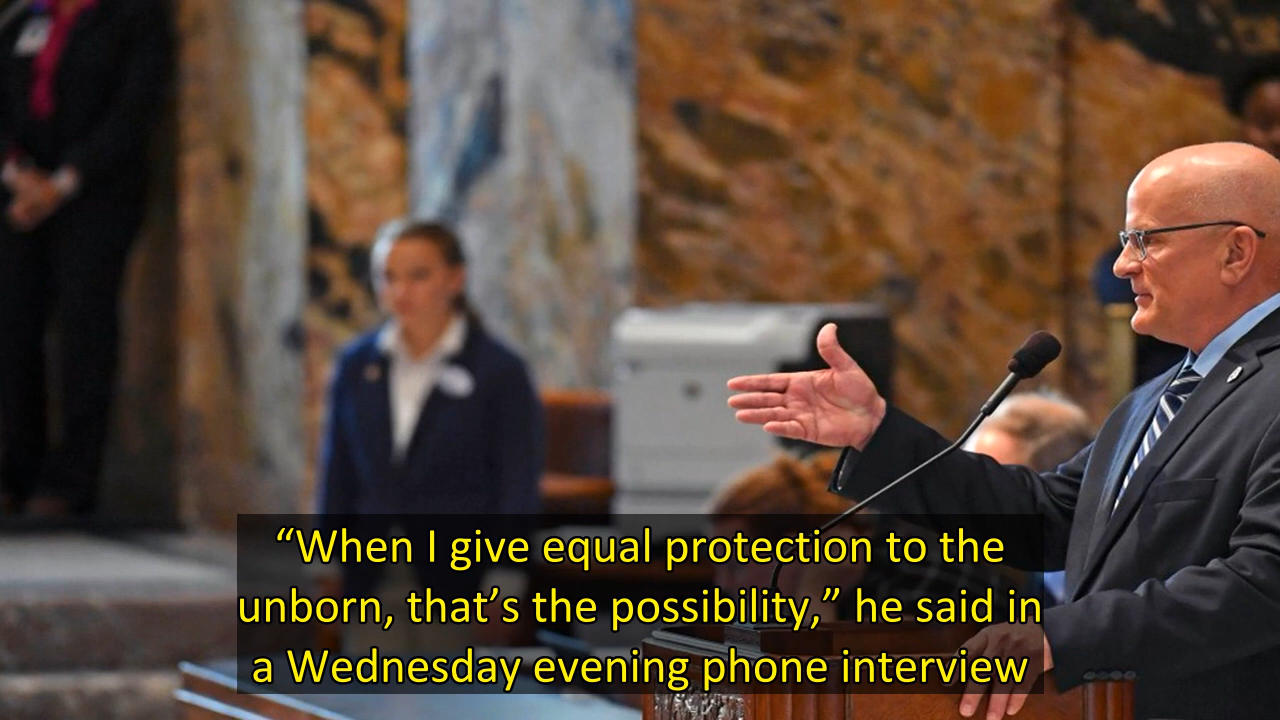 “When I give equal protection to the
unborn, that’s the possibility,” he said in
a Wednesday evening phone interview